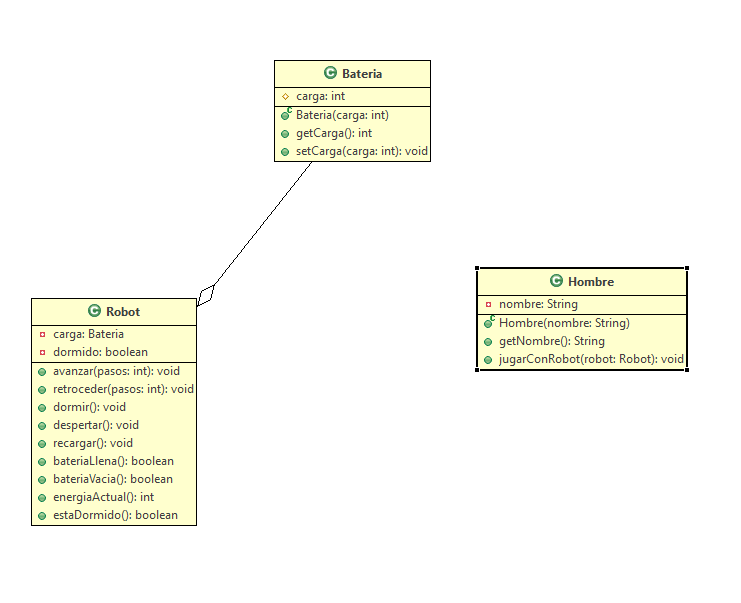 Bateria
carga: int
Bateria(carga: int)
getCarga(): int
setCarga(carga: int): void
Robot
carga: Bateria
dormido: boolean
avanzar(pasos: int): void
retroceder(pasos: int): void
dormir(): void
despertar(): void
recargar(): void
bateriaLlena(): boolean
bateriaVacia(): boolean
energiaActual(): int
estaDormido(): boolean
Hombre
nombre: String
Hombre(nombre: String)
getNombre(): String
jugarConRobot(robot: Robot): void